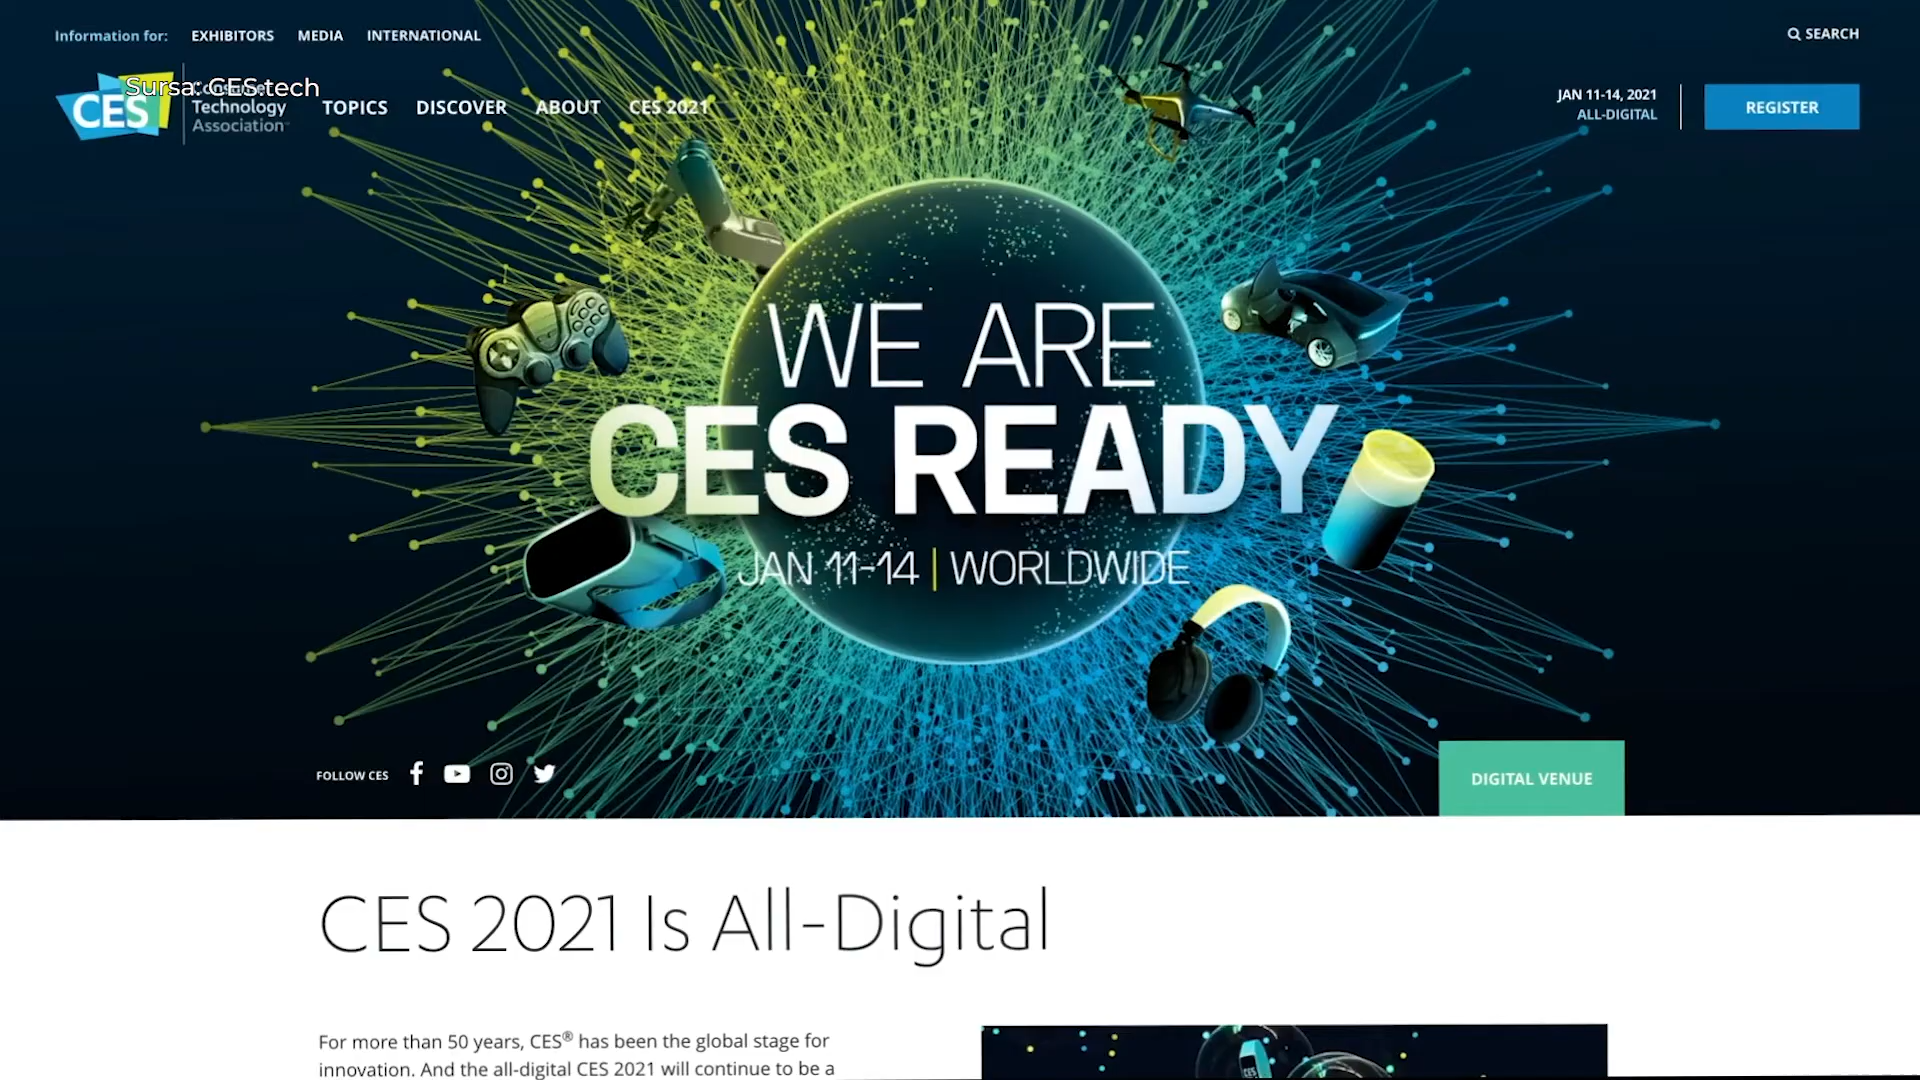 Information for: EXHIBITORS MEDIA INTERNATIONAL
SEARCH
Sursa: CES.tech
CES
Consumer
Technology
Association
TOPICS DISCOVER ABOUT CES 2021
JAN 11-14, 2021
ALL-DIGITAL
REGISTER
WE ARE
CES READY
JAN 11-14 | WORLDWIDE
FOLLOW CES
DIGITAL VENUE
CES 2021 Is All-Digital
For more than 50 years, CES® has been the global stage for
innovation. And the all-digital CES 2021 will continue to be a
CES